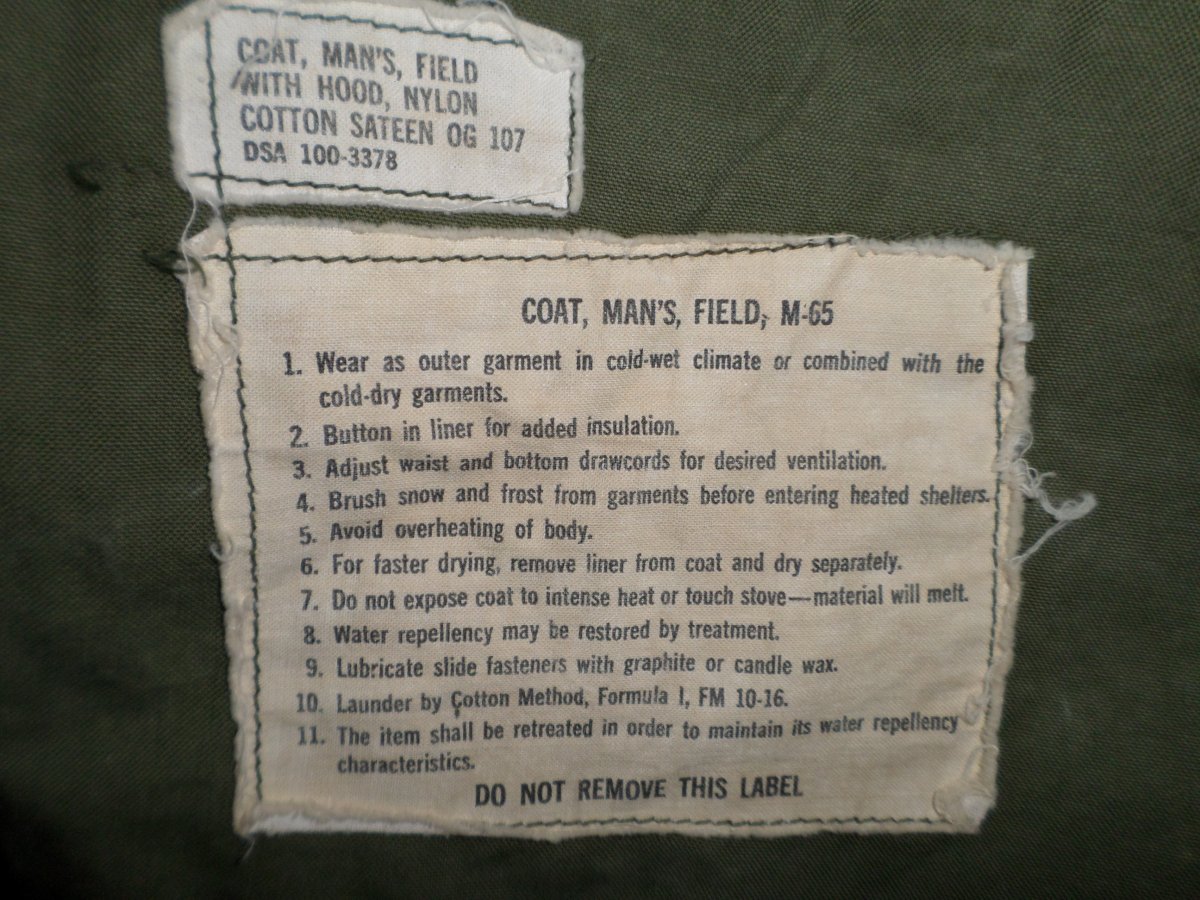 COAT, MAN'S, FIELD
WITH HOOD, NYLON
COTTON SATEEN OG 107
DSA 100-3378
COAT, MAN'S, FIELD, M-65
1. Wear as outer garment in cold-wet climate or combined with the
cold-dry garments.
2. Button in liner for added insulation.
3. Adjust waist and bottom drawcords for desired ventilation.
4. Brush snow and frost from garments before entering heated shelters.
5. Avoid overheating of body.
6. For faster drying, remove liner from coat and dry separately.
7. Do not expose coat to intense heat or touch stove—material will melt.
8. Water repellency may be restored by treatment.
9. Lubricate slide fasteners with graphite or candle wax.
10. Launder by Cotton Method, Formula I, FM 10-16.
11. The item shall be retreated in order to maintain its water repellency
characteristics.
DO NOT REMOVE THIS LABEL